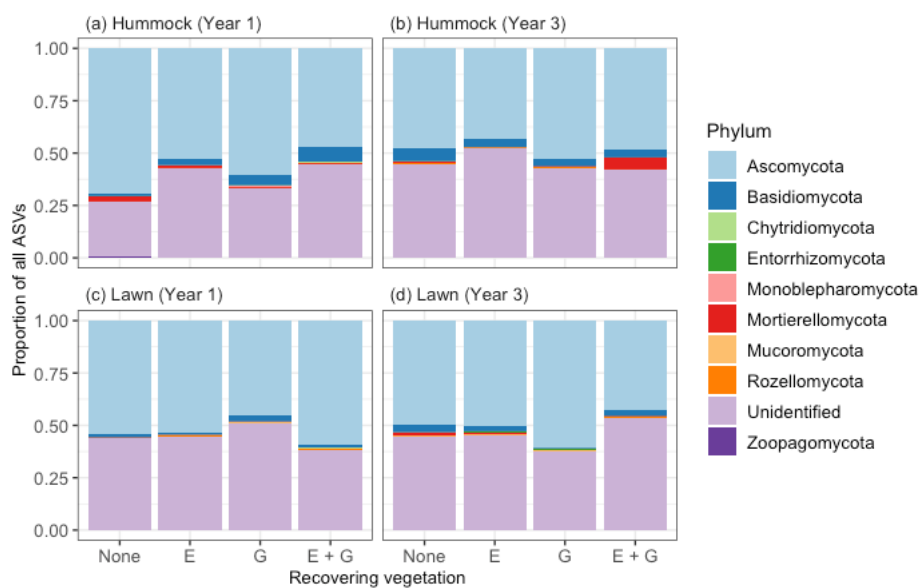 (a) Hummock (Year 1)
(b) Hummock (Year 3)
1.00
0.75
0.50
0.25
0.00
(c) Lawn (Year 1)
(d) Lawn (Year 3)
1.00
0.75
0.50
0.25
0.00
Proportion of all ASVs
None E G E + G
None E G E + G
Recovering vegetation
Phylum
Ascomycota
Basidiomycota
Chytridiomycota
Entorrhizomycota
Monoblepharomycota
Mortierellomycota
Mucoromycota
Rozellomycota
Unidentified
Zoopagomycota